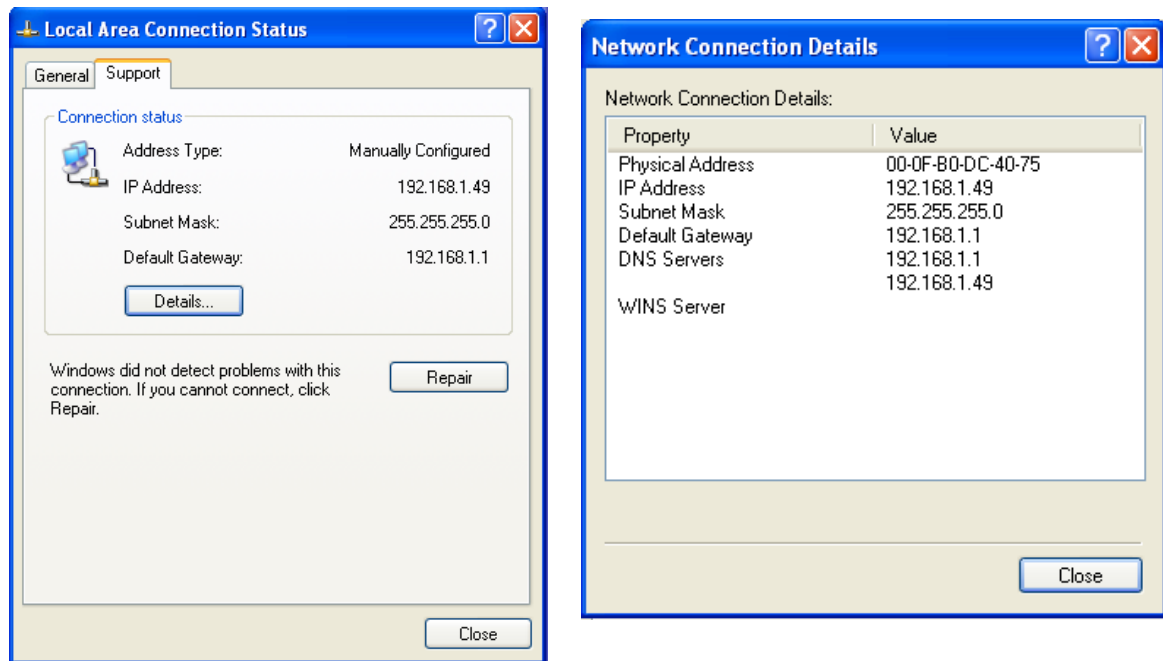 Local Area Connection Status
General Support
Connection status
Address Type: Manually Configured
IP Address: 192.168.1.49
Subnet Mask: 255.255.255.0
Default Gateway: 192.168.1.1
Details...
Windows did not detect problems with this
connection. If you cannot connect, click
Repair.
Repair
Close
Network Connection Details
Network Connection Details:
Property Value
Physical Address 00-0F-B0-DC-40-75
IP Address 192.168.1.49
Subnet Mask 255.255.255.0
Default Gateway 192.168.1.1
DNS Servers 192.168.1.1
192.168.1.49
WINS Server
Close